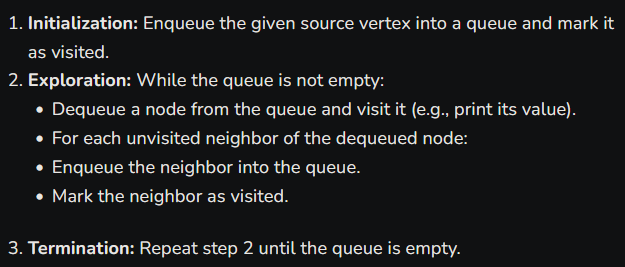 1. Initialization: Enqueue the given source vertex into a queue and mark it
as visited.
2. Exploration: While the queue is not empty:
• Dequeue a node from the queue and visit it (e.g., print its value).
• For each unvisited neighbor of the dequeued node:
• Enqueue the neighbor into the queue.
• Mark the neighbor as visited.
3. Termination: Repeat step 2 until the queue is empty.